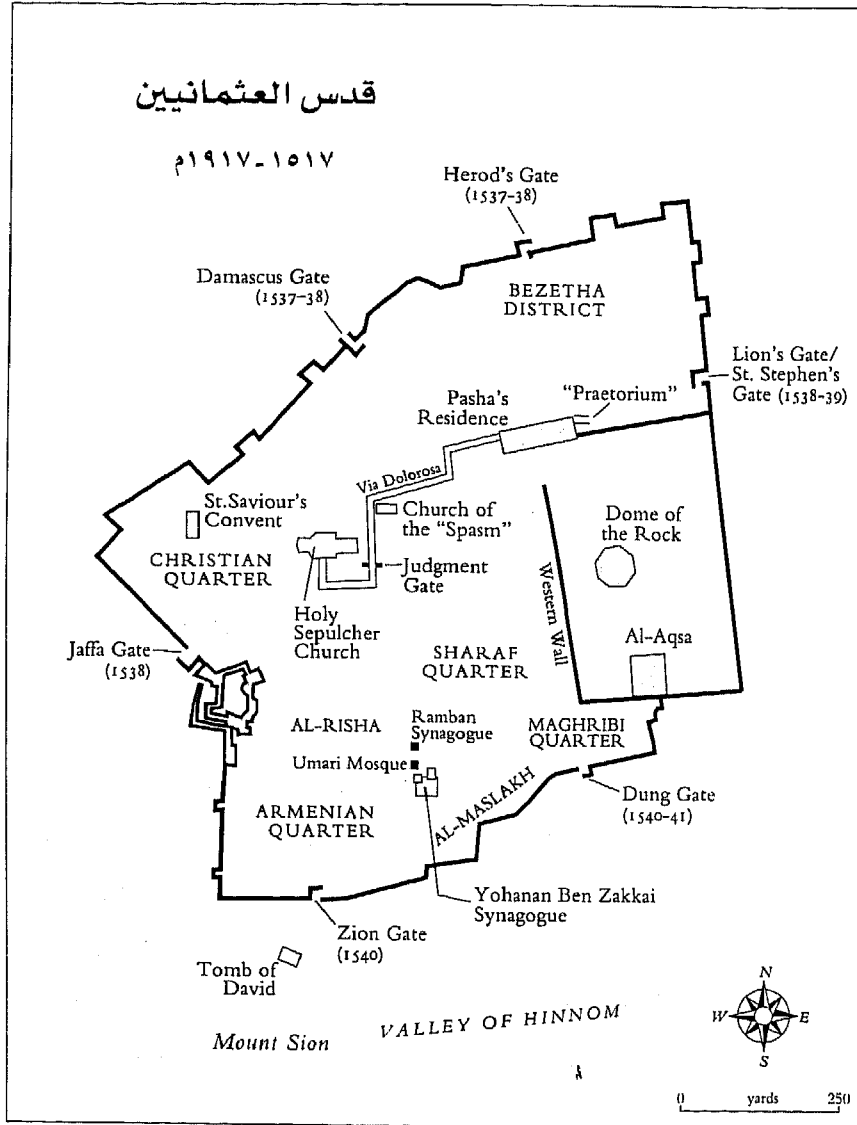 قدس العثمانيين
١٥١٧-١٩١٧م
Herod's Gate
(1537-38)
Damascus Gate
(1537-38)
BEZETHA
DISTRICT
Lion's Gate/
St. Stephen's
Gate (1538-39)
Pasha's
Residence
"Praetorium"
Via Dolorosa
St. Saviour's
Convent
Church of
the "Spasm"
Dome of
the Rock
CHRISTIAN
QUARTER
Judgment
Gate
Western Wall
Holy
Sepulcher
Church
Al-Aqsa
Jaffa Gate
(1538)
SHARAF
QUARTER
AL-RISHA
Ramban
Synagogue
MAGHRIBI
QUARTER
Umari Mosque
AL-MASLAKH
Dung Gate
(1540-41)
ARMENIAN
QUARTER
Yohanan Ben Zakkai
Synagogue
Zion Gate
(1540)
Tomb of
David
Mount Sion
VALLEY OF HINNOM
N
W
E
S
٨
0 yards 250